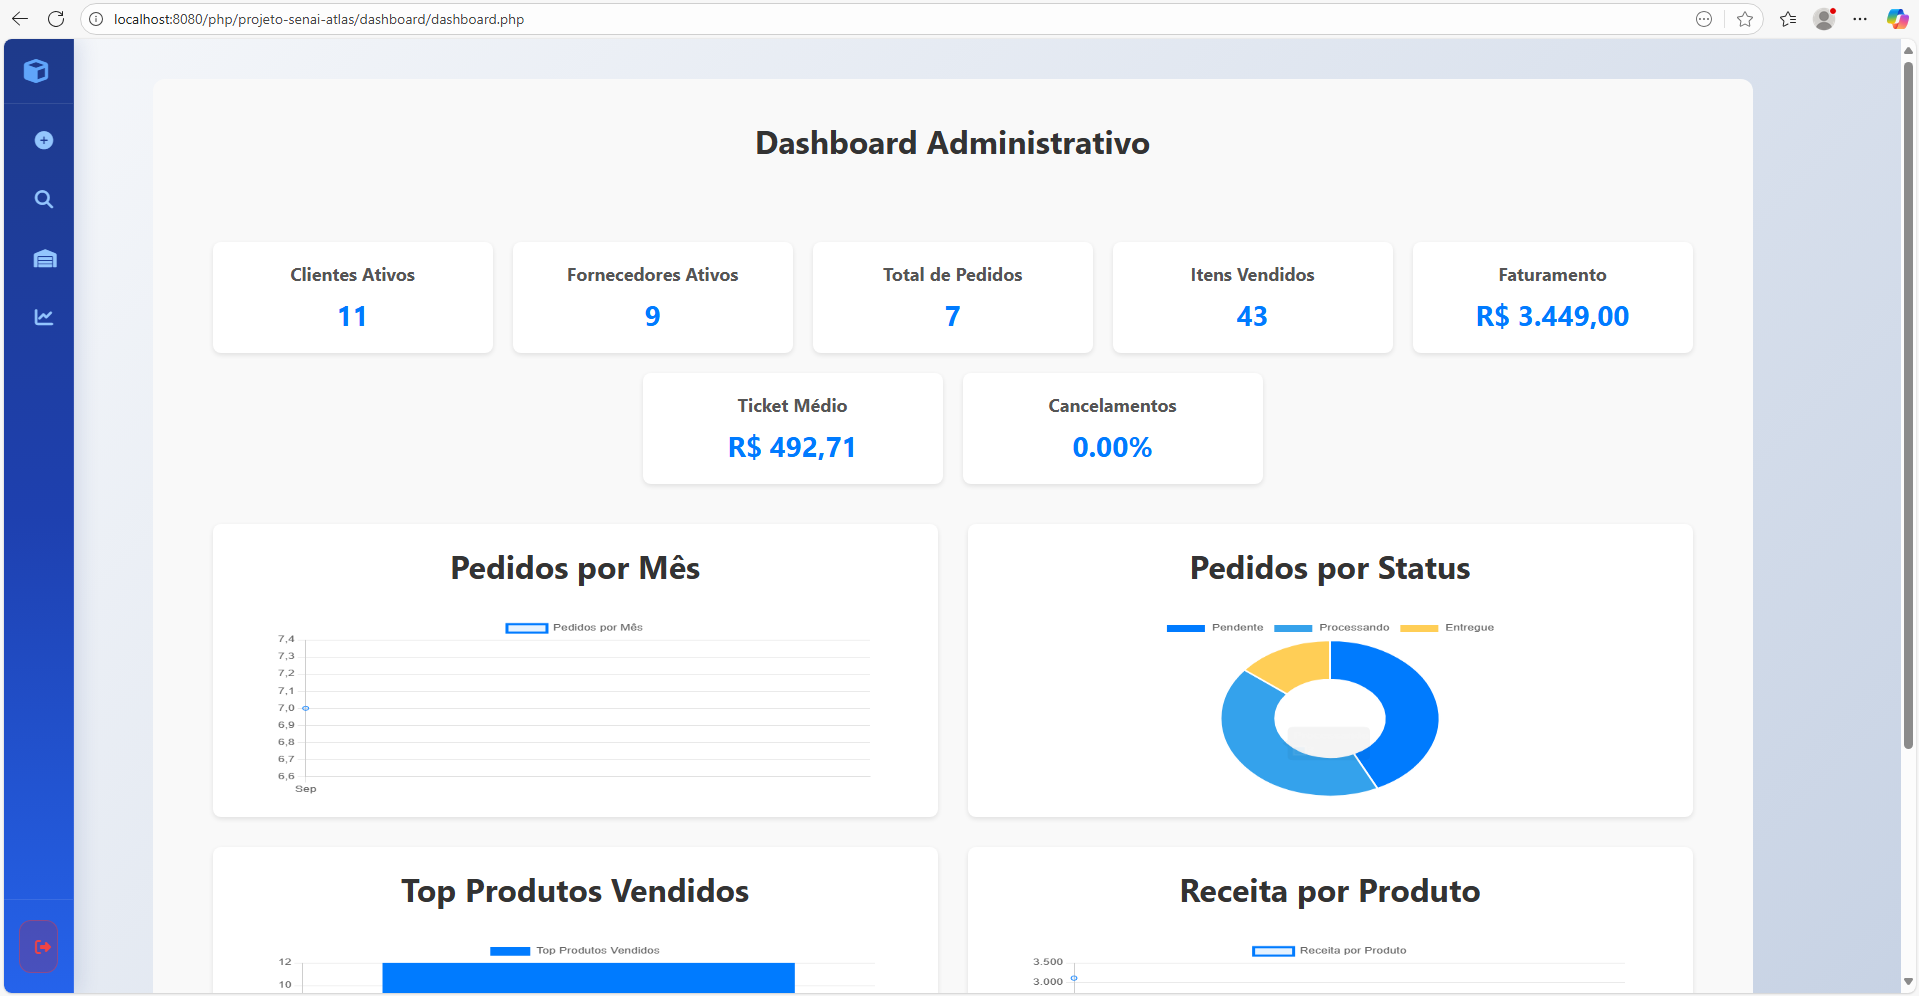 localhost:8080/php/projeto-senai-atlas/dashboard/dashboard.php
Dashboard Administrativo
Clientes Ativos
11
Fornecedores Ativos
9
Total de Pedidos
7
Itens Vendidos
43
Faturamento
R$ 3.449,00
Ticket Médio
R$ 492,71
Cancelamentos
0.00%
Pedidos por Mês
Pedidos por Mês
7,4
7,3
7,2
7,1
7,0
6,9
6,8
6,7
6,6
Sep
Pedidos por Status
Pendente Processando Entregue
Top Produtos Vendidos
Top Produtos Vendidos
12
10
Receita por Produto
Receita por Produto
3.500
3.000